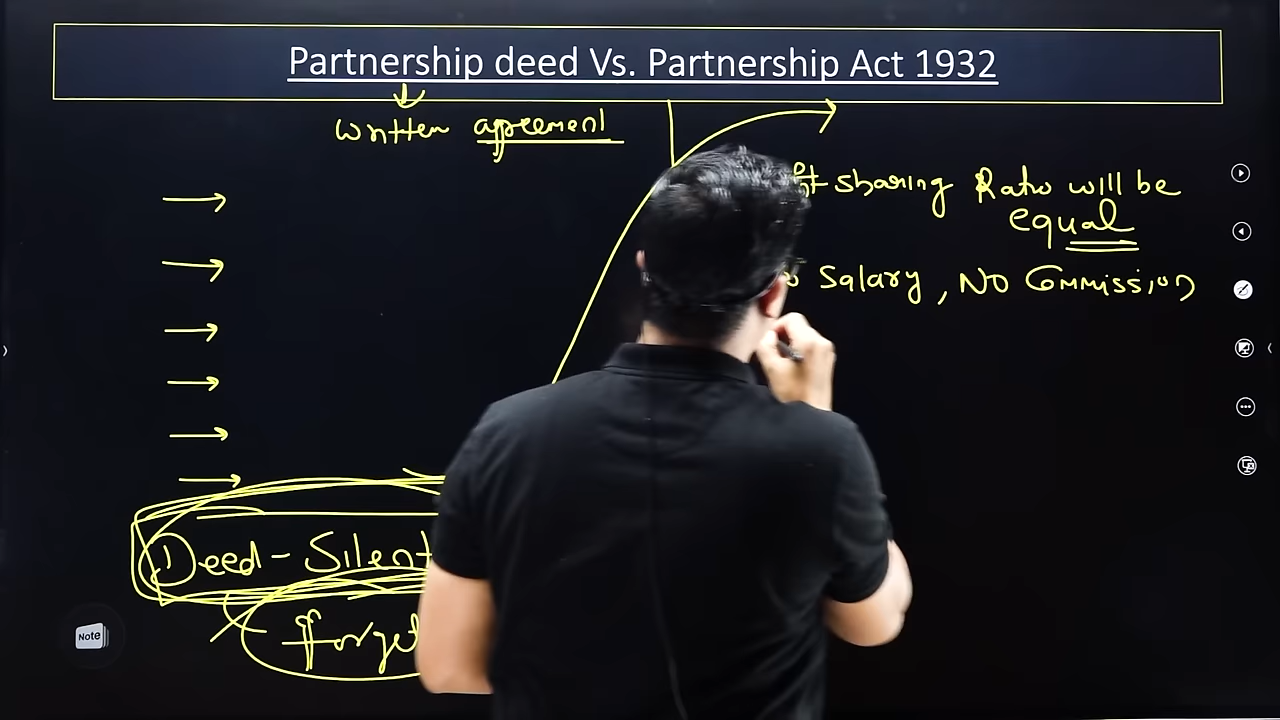 Partnership deed Vs. Partnership Act 1932
written agreement
sharing Ratio will be
equal
Salary, NO Commission
Deed - Silent
forget
Note